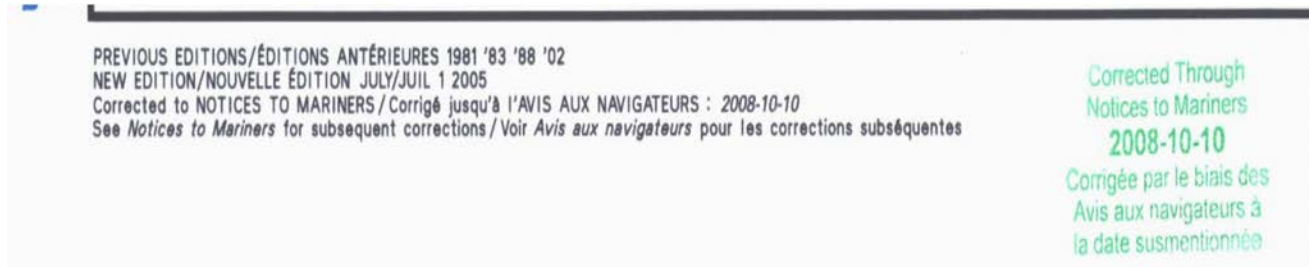 PREVIOUS EDITIONS/ÉDITIONS ANTÉRIEURES 1981 '83 '88 '02
NEW EDITION/NOUVELLE ÉDITION JULY/JUIL 1 2005
Corrected to NOTICES TO MARINERS/Corrigé jusqu'à l'AVIS AUX NAVIGATEURS : 2008-10-10
See Notices to Mariners for subsequent corrections/Voir Avis aux navigateurs pour les corrections subséquentes
Corrected Through
Notices to Mariners
2008-10-10
Corrigée par le biais des
Avis aux navigateurs à
la date susmentionnée